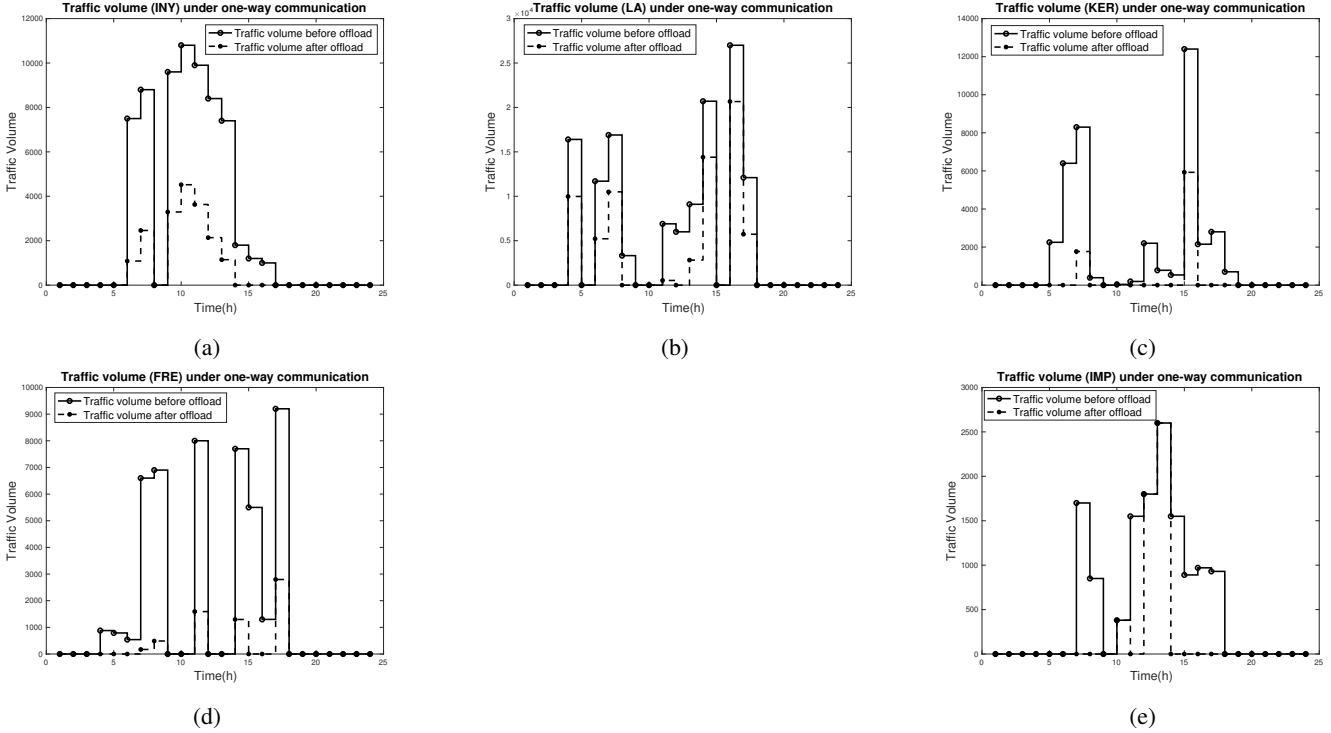 Traffic volume (INY) under one-way communication
Traffic volume before offload
Traffic volume after offload
12000
10000
8000
6000
4000
2000
0
Traffic Volume
0 5 10 15 20 25
Time(h)
(a)
Traffic volume (LA) under one-way communication
×10⁴
Traffic volume before offload
Traffic volume after offload
3
2.5
2
1.5
1
0.5
0
Traffic Volume
0 5 10 15 20 25
Time(h)
(b)
Traffic volume (KER) under one-way communication
Traffic volume before offload
Traffic volume after offload
14000
12000
10000
8000
6000
4000
2000
0
Traffic Volume
0 5 10 15 20 25
Time(h)
(c)
Traffic volume (FRE) under one-way communication
Traffic volume before offload
Traffic volume after offload
10000
9000
8000
7000
6000
5000
4000
3000
2000
1000
0
Traffic Volume
0 5 10 15 20 25
Time(h)
(d)
Traffic volume (IMP) under one-way communication
Traffic volume before offload
Traffic volume after offload
3000
2500
2000
1500
1000
500
0
Traffic Volume
0 5 10 15 20 25
Time(h)
(e)